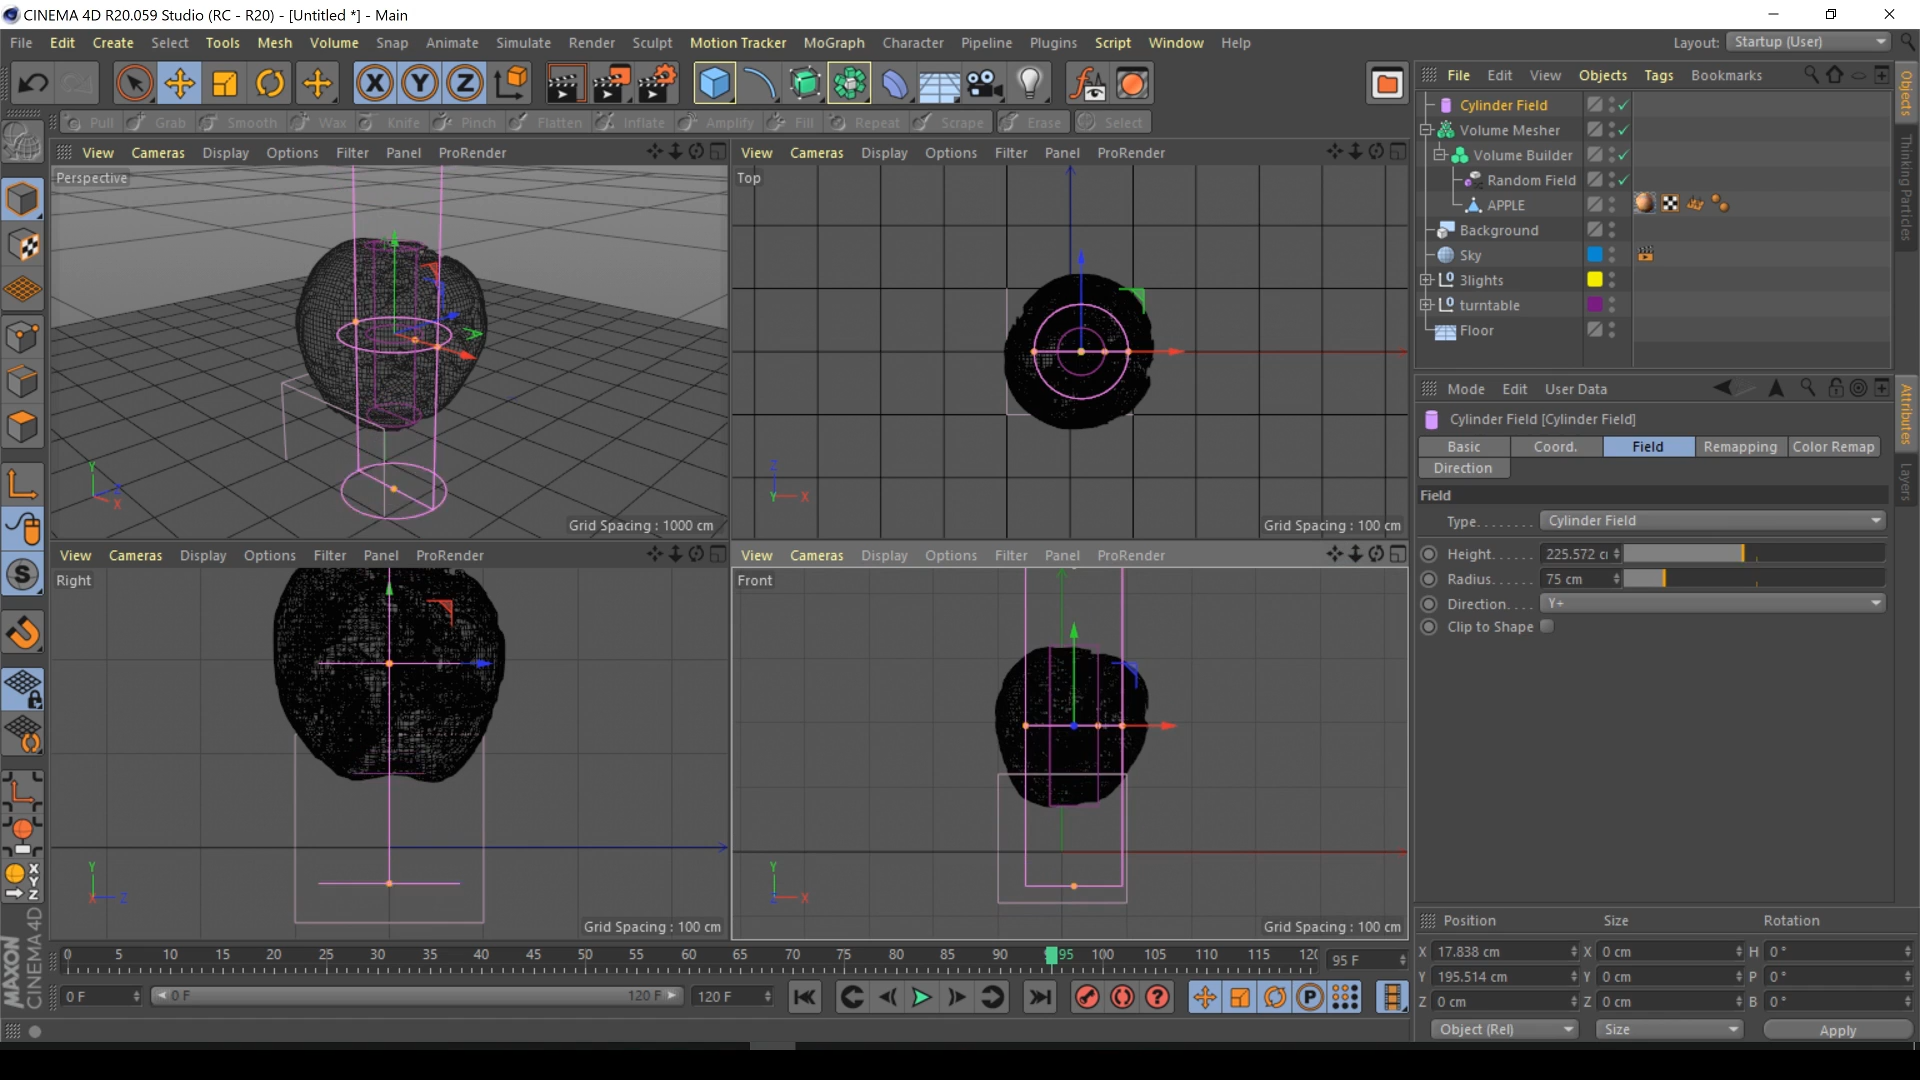 CINEMA 4D R20.059 Studio (RC - R20) - [Untitled *] - Main
File Edit Create Select Tools Mesh Volume Snap Animate Simulate Render Sculpt Motion Tracker MoGraph Character Pipeline Plugins Script Window Help
Layout: Startup (User)
File Edit View Objects Tags Bookmarks
Pull Grab Smooth Wax Knife Pinch Flatten Inflate Amplify Fill Repeat Scrape Erase Select
View Cameras Display Options Filter Panel ProRender
Perspective
Grid Spacing : 1000 cm
View Cameras Display Options Filter Panel ProRender
Top
Grid Spacing : 100 cm
View Cameras Display Options Filter Panel ProRender
Right
Grid Spacing : 100 cm
View Cameras Display Options Filter Panel ProRender
Front
Grid Spacing : 100 cm
Cylinder Field
Volume Mesher
Volume Builder
Random Field
APPLE
Background
Sky
3lights
turntable
Floor
Objects
Thinking Particles
Mode Edit User Data
Cylinder Field [Cylinder Field]
Basic Coord. Field Remapping Color Remap
Direction
Field
Type Cylinder Field
Height 225.572
Radius 75 cm
Direction Y+
Clip to Shape
Attributes
Layers
0 5 10 15 20 25 30 35 40 45 50 55 60 65 70 75 80 85 90 95 100 105 110 115 120
95 F
0 F 0 F 120 F 120 F
Position Size Rotation
X 17.838 cm X 0 cm H 0 °
Y 195.514 cm Y 0 cm P 0 °
Z 0 cm Z 0 cm B 0 °
Object (Rel) Size Apply
MAXON
CINEMA 4D